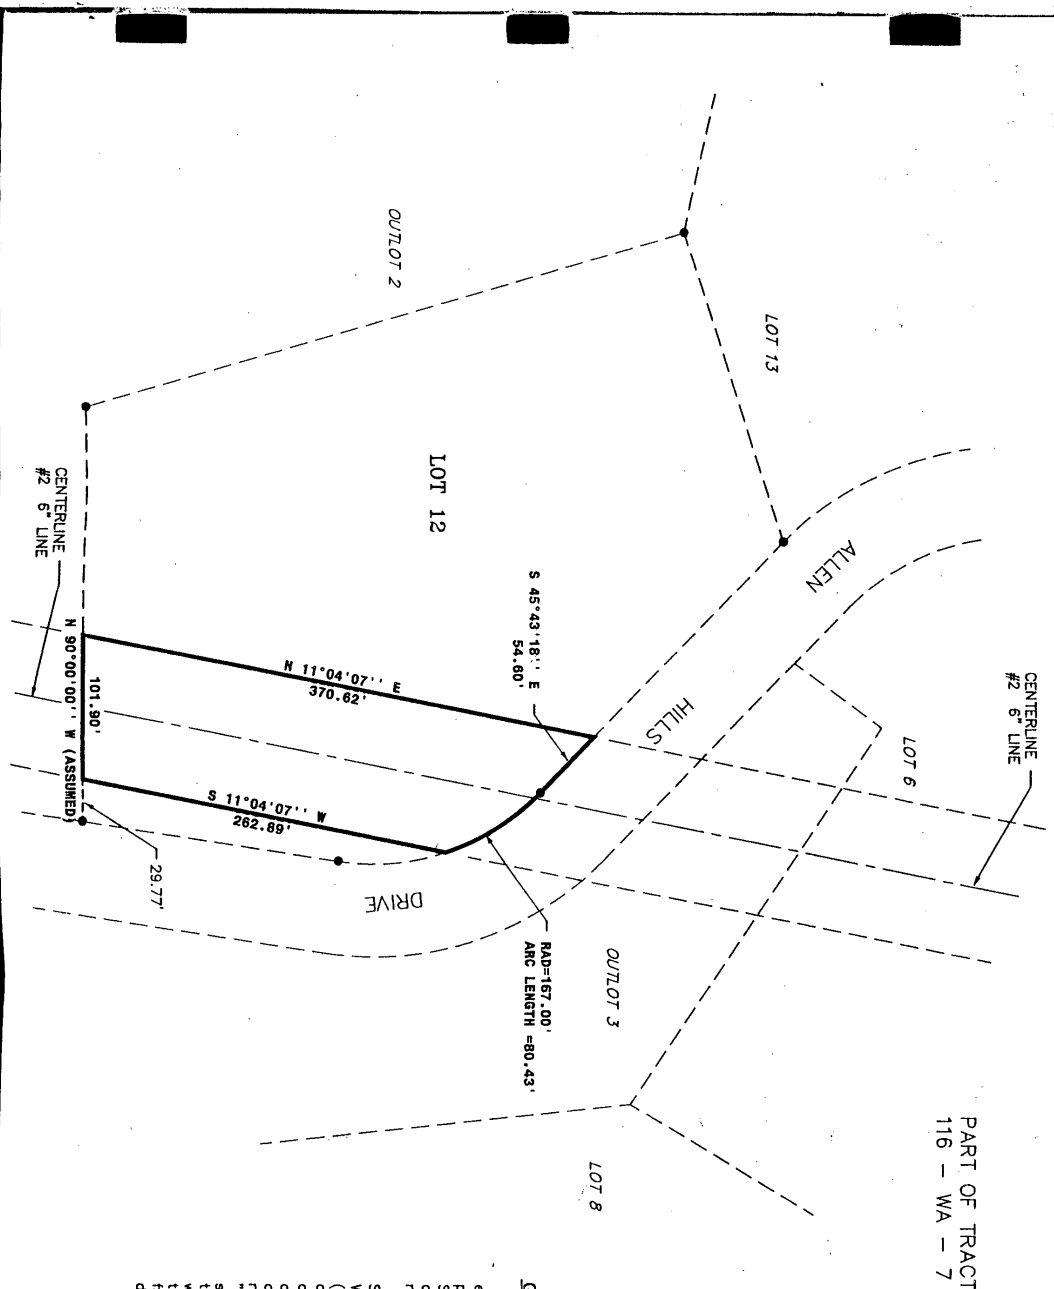 PART OF TRACT
116 - WA - 7
CENTERLINE
#2 6" LINE
LOT 6
ALLEN
HILLS
DRIVE
LOT 13
OUTLOT 2
LOT 12
S 45°43'18'' E
54.60'
N 11°04'07'' E
370.62'
S 11°04'07'' W
262.89'
RAD=167.00'
ARC LENGTH =80.43'
OUTLOT 3
LOT 8
29.77'
101.90'
N 90°00'00'' W (ASSUMED)
CENTERLINE
#2 6" LINE